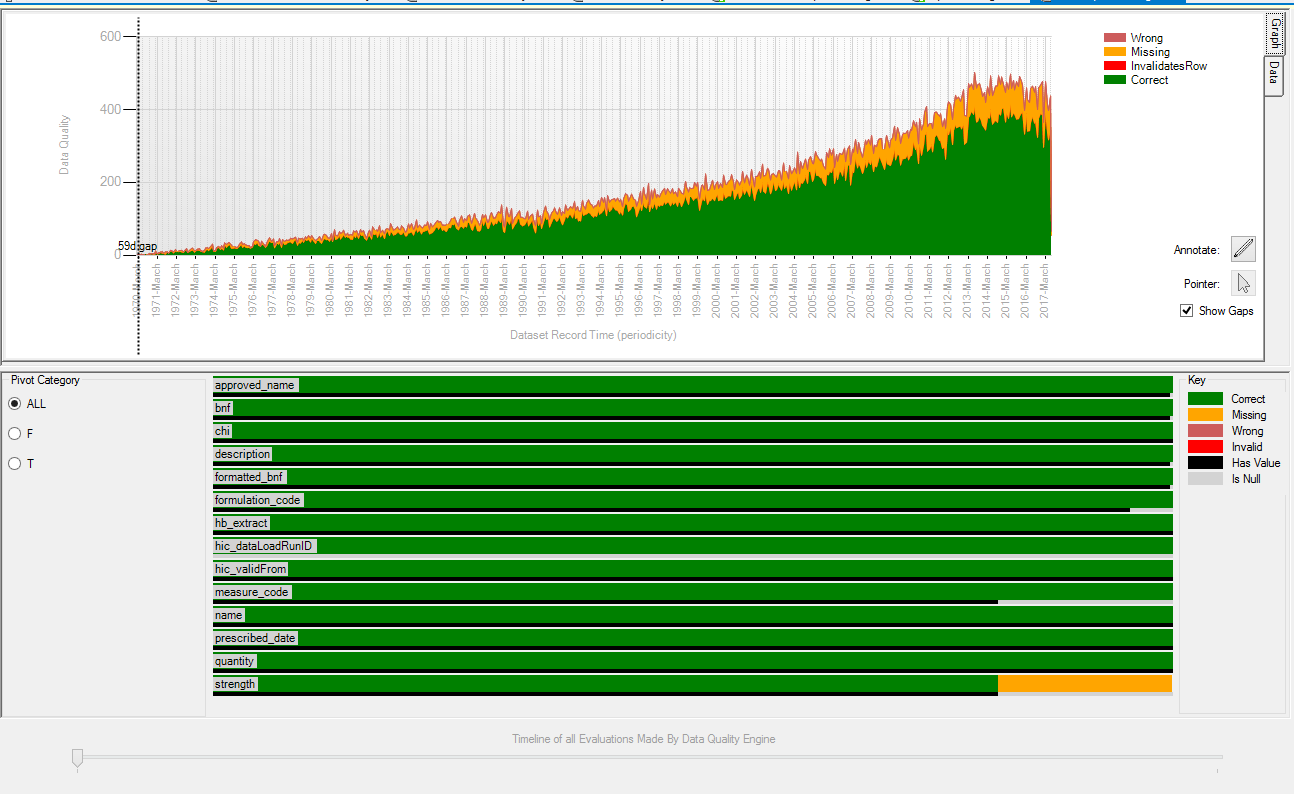 600
400
200
0
Data Quality
59d gap
1971-March
1972-March
1973-March
1974-March
1975-March
1976-March
1977-March
1978-March
1979-March
1980-March
1981-March
1982-March
1983-March
1984-March
1985-March
1986-March
1987-March
1988-March
1989-March
1990-March
1991-March
1992-March
1993-March
1994-March
1995-March
1996-March
1997-March
1998-March
1999-March
2000-March
2001-March
2002-March
2003-March
2004-March
2005-March
2006-March
2007-March
2008-March
2009-March
2010-March
2011-March
2012-March
2013-March
2014-March
2015-March
2016-March
2017-March
Dataset Record Time (periodicity)
Wrong
Missing
InvalidatesRow
Correct
Graph
Data
Annotate:
Pointer:
Show Gaps
Pivot Category
ALL
F
T
approved_name
bnf
chi
description
formatted_bnf
formulation_code
hb_extract
hic_dataLoadRunID
hic_validFrom
measure_code
name
prescribed_date
quantity
strength
Key
Correct
Missing
Wrong
Invalid
Has Value
Is Null
Timeline of all Evaluations Made By Data Quality Engine